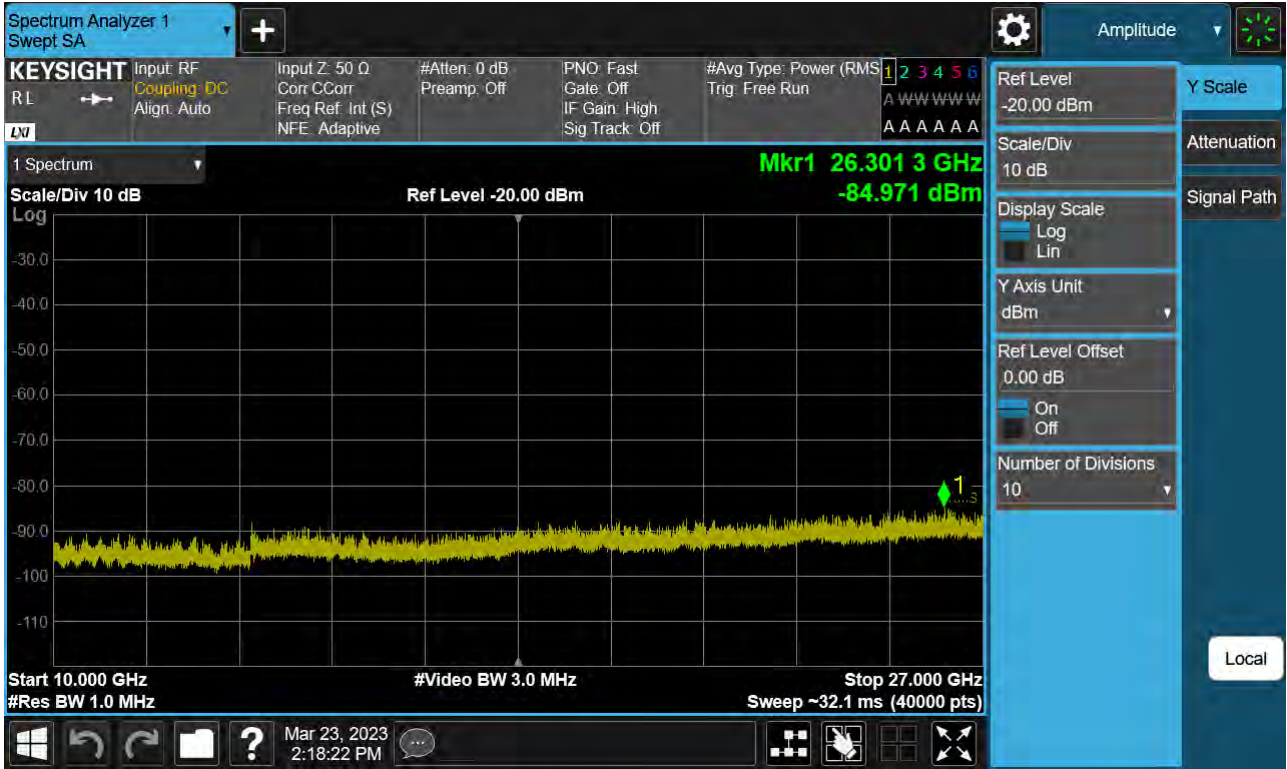 Spectrum Analyzer 1
Swept SA
Amplitude
KEYSIGHT
R L
LXI
Input: RF
Coupling: DC
Align: Auto
Input Z: 50 Ω
Corr CCorr
Freq Ref: Int (S)
NFE: Adaptive
#Atten: 0 dB
Preamp: Off
PNO: Fast
Gate: Off
IF Gain: High
Sig Track: Off
#Avg Type: Power (RMS
Trig: Free Run
1 2 3 4 5 6
A W W W W W
A A A A A A
1 Spectrum
Scale/Div 10 dB
Ref Level -20.00 dBm
Mkr1 26.301 3 GHz
-84.971 dBm
Log
-30.0
-40.0
-50.0
-60.0
-70.0
-80.0
-90.0
-100
-110
1
Start 10.000 GHz
#Video BW 3.0 MHz
Stop 27.000 GHz
#Res BW 1.0 MHz
Sweep ~32.1 ms (40000 pts)
Ref Level
-20.00 dBm
Scale/Div
10 dB
Display Scale
Log
Lin
Y Axis Unit
dBm
Ref Level Offset
0.00 dB
On
Off
Number of Divisions
10
Y Scale
Attenuation
Signal Path
Local
?
Mar 23, 2023
2:18:22 PM